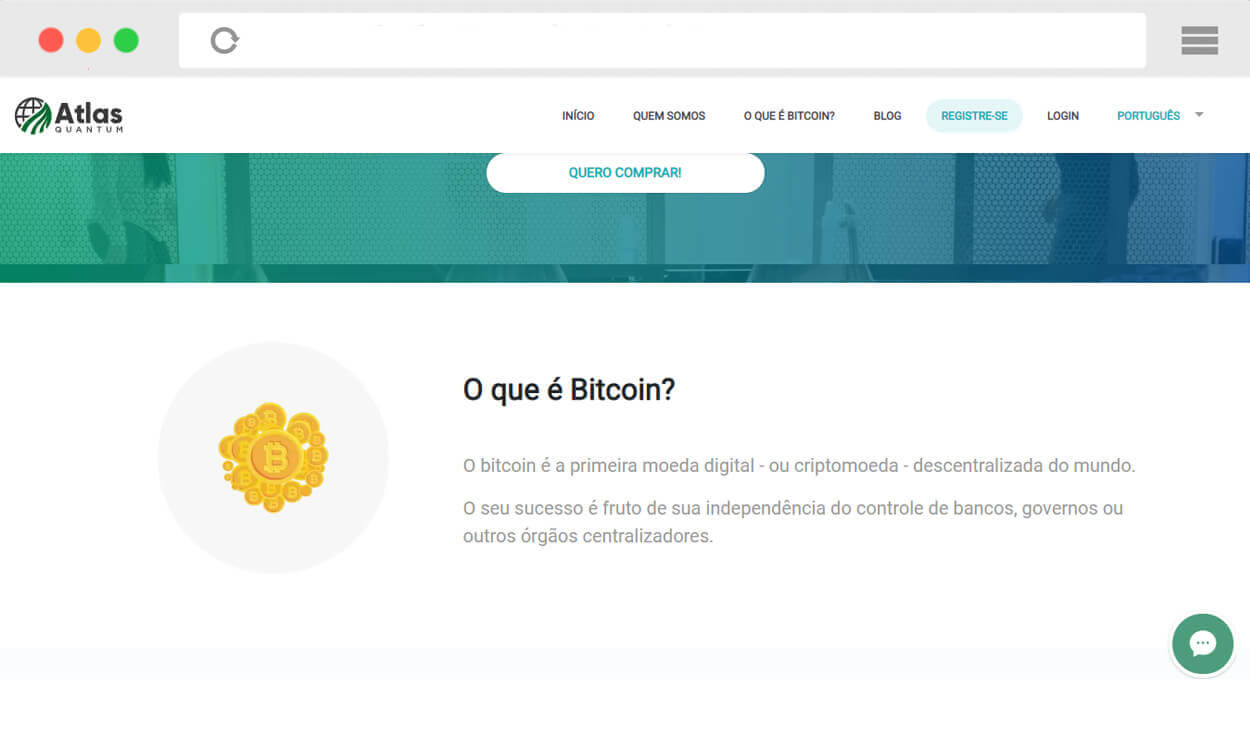 Atlas
QUANTUM
INÍCIO
QUEM SOMOS
O QUE É BITCOIN?
BLOG
REGISTRE-SE
LOGIN
PORTUGUÊS
QUERO COMPRAR!
O que é Bitcoin?
O bitcoin é a primeira moeda digital - ou criptomoeda - descentralizada do mundo.
O seu sucesso é fruto de sua independência do controle de bancos, governos ou
outros órgãos centralizadores.